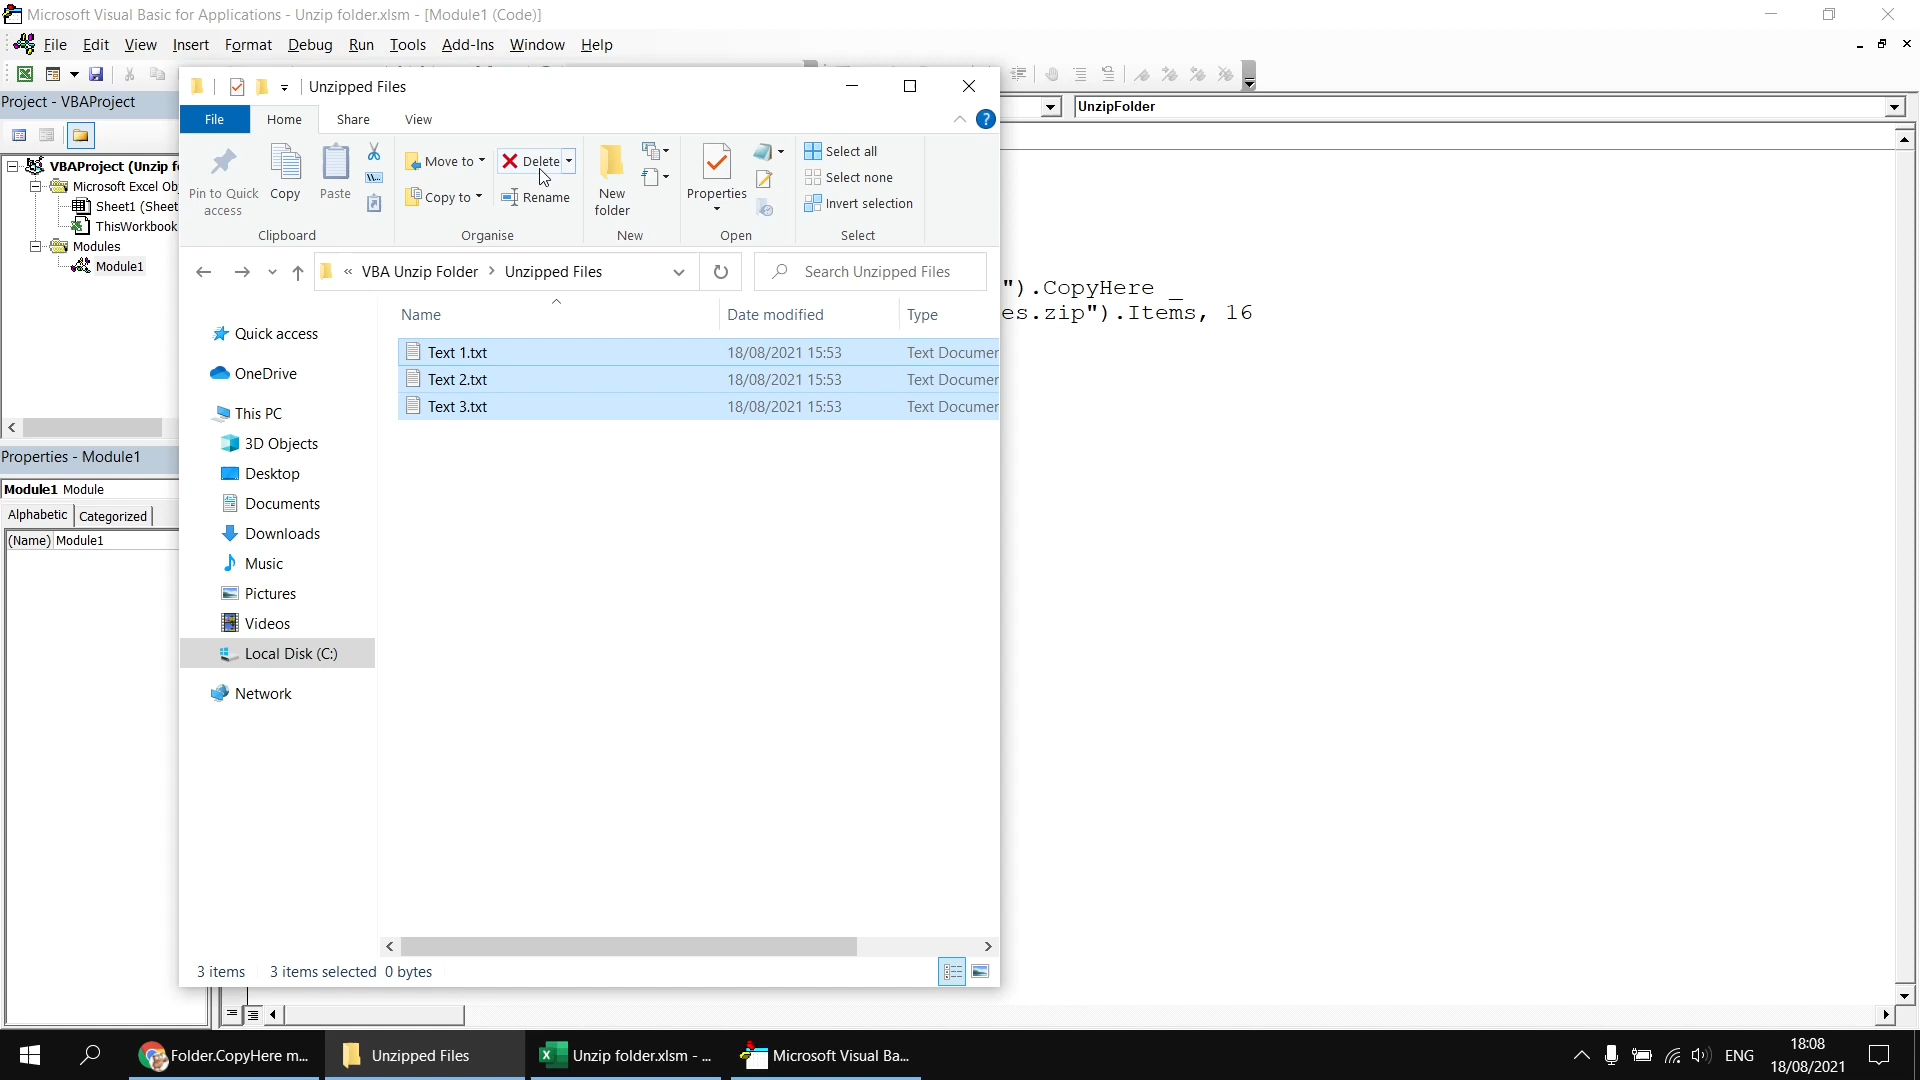 Microsoft Visual Basic for Applications - Unzip folder.xlsm - [Module1 (Code)]
File Edit View Insert Format Debug Run Tools Add-Ins Window Help
Project - VBAProject
VBAProject (Unzip f
Microsoft Excel Ob
Sheet1 (Sheet
ThisWorkbook
Modules
Module1
Properties - Module1
Module1 Module
Alphabetic Categorized
(Name) Module1
Unzipped Files
File Home Share View
Pin to Quick access
Copy
Paste
Clipboard
Move to
Copy to
Delete
Rename
Organise
New folder
New
Properties
Open
Select all
Select none
Invert selection
Select
« VBA Unzip Folder > Unzipped Files
Search Unzipped Files
Name Date modified Type
Text 1.txt 18/08/2021 15:53 Text Documen
Text 2.txt 18/08/2021 15:53 Text Documen
Text 3.txt 18/08/2021 15:53 Text Documen
Quick access
OneDrive
This PC
3D Objects
Desktop
Documents
Downloads
Music
Pictures
Videos
Local Disk (C:)
Network
3 items 3 items selected 0 bytes
UnzipFolder
").CopyHere _
es.zip").Items, 16
Folder.CopyHere m...
Unzipped Files
Unzip folder.xlsm - ...
Microsoft Visual Ba...
ENG
18:08
18/08/2021